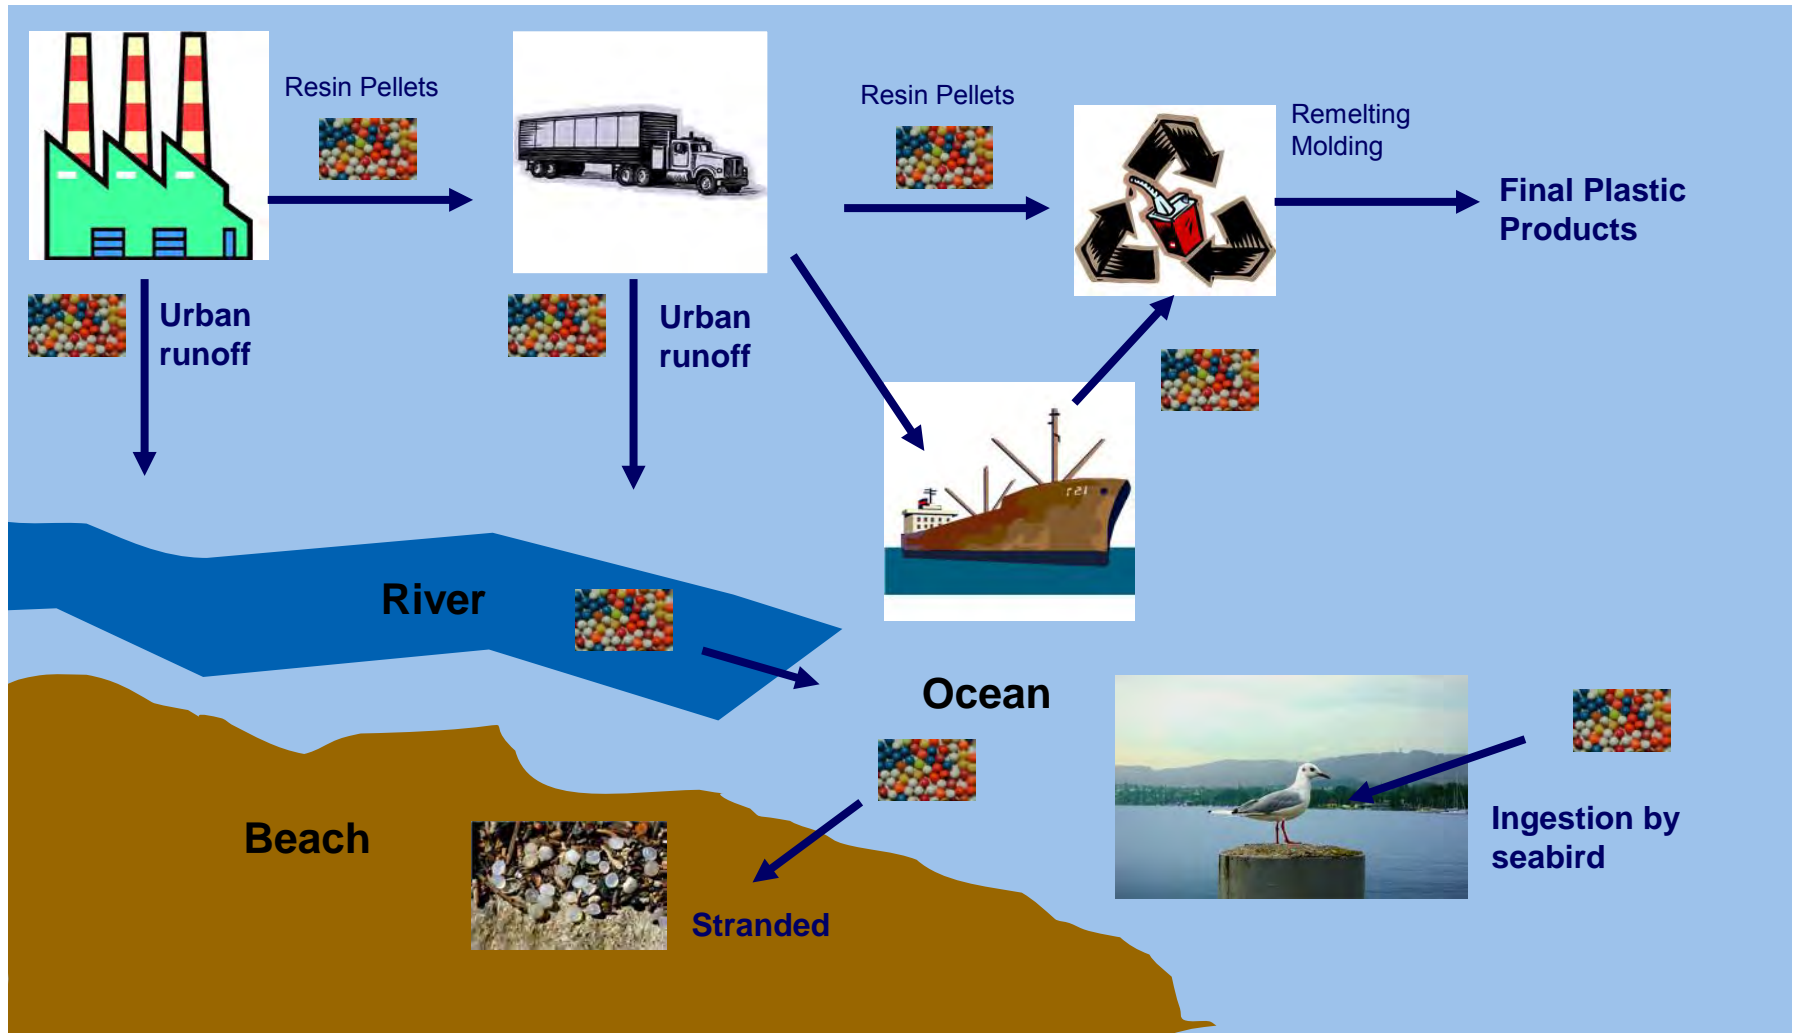 Resin Pellets
Resin Pellets
Remelting
Molding
Final Plastic
Products
Urban
runoff
Urban
runoff
River
Ocean
Beach
Stranded
Ingestion by
seabird